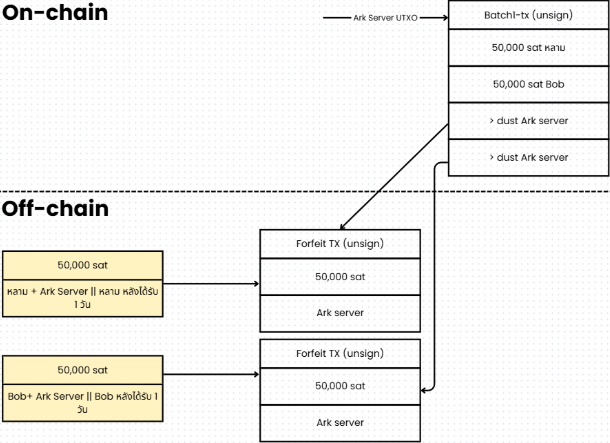 On-chain
Ark Server UTXO
Batch1-tx (unsign)
50,000 sat หลาม
50,000 sat Bob
> dust Ark server
> dust Ark server
Off-chain
Forfeit TX (unsign)
50,000 sat
Ark server
50,000 sat
หลาม + Ark Server || หลาม หลังได้รับ
1 วัน
Forfeit TX (unsign)
50,000 sat
Ark server
50,000 sat
Bob+ Ark Server || Bob หลังได้รับ 1
วัน